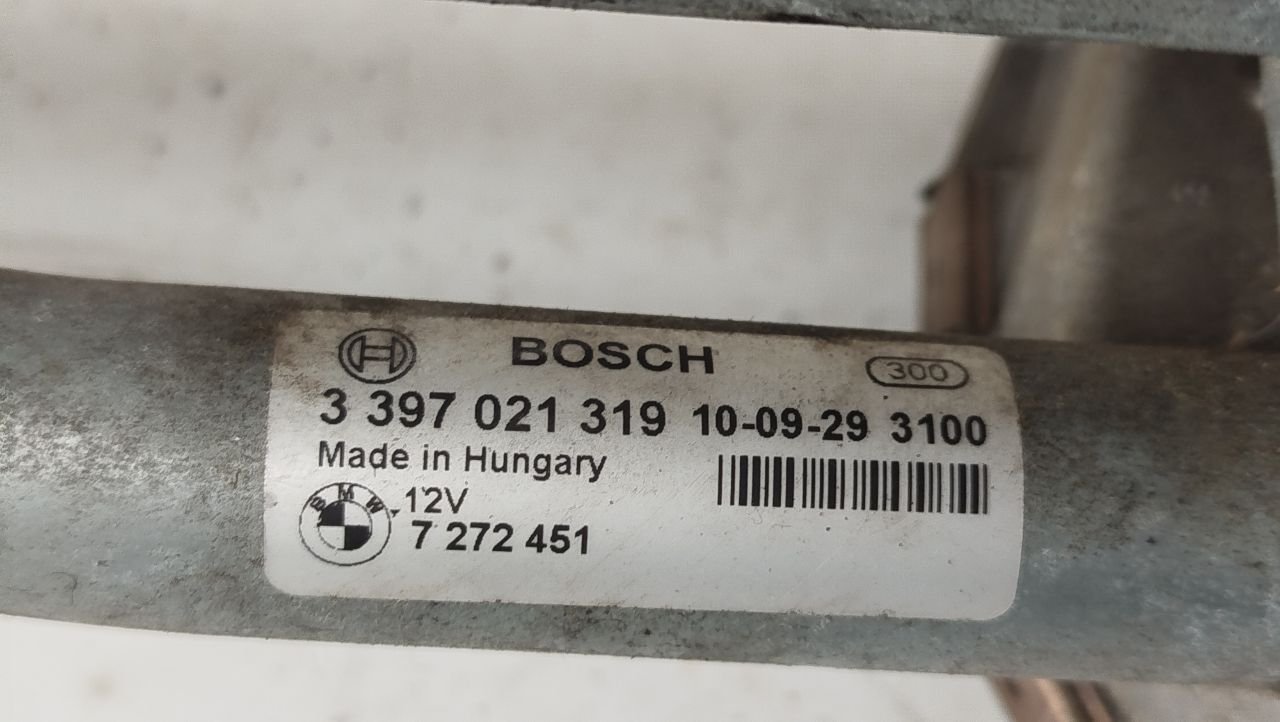 BOSCH 300
3 397 021 319 10-09-29 3100
Made in Hungary
BMW 12V
7 272 451